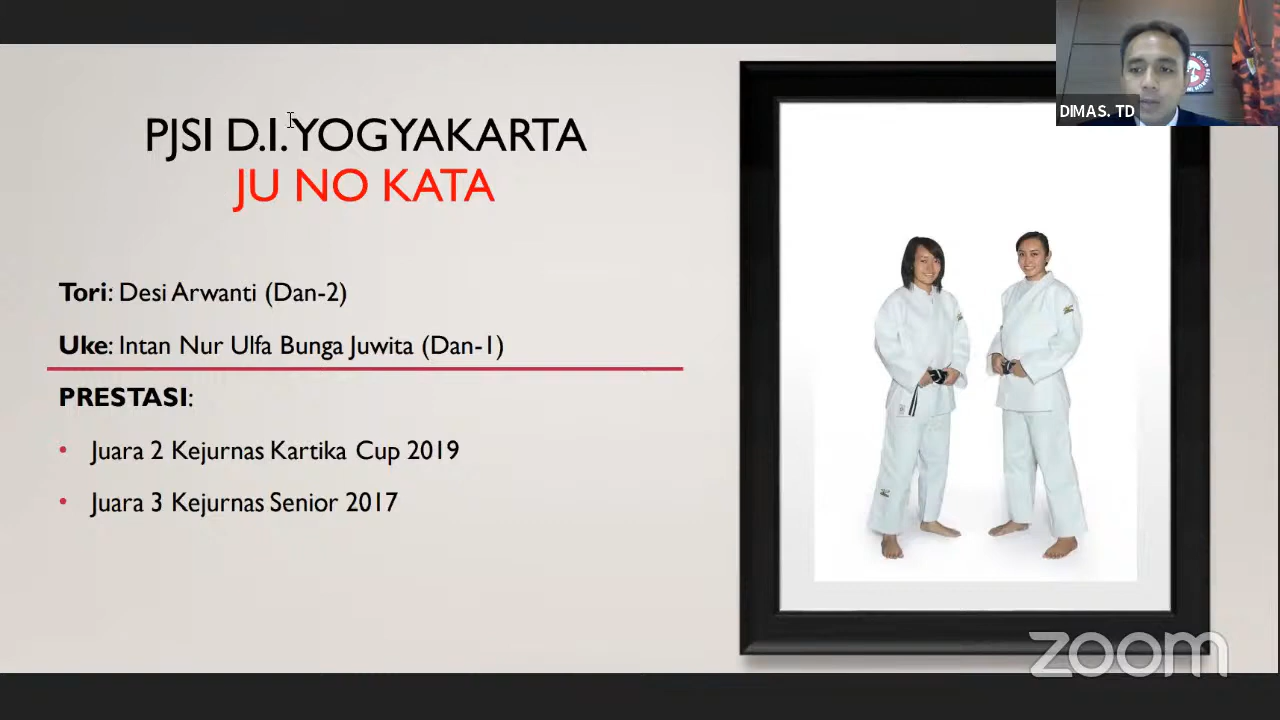 PJSI D.I.YOGYAKARTA
JU NO KATA
Tori: Desi Arwanti (Dan-2)
Uke: Intan Nur Ulfa Bunga Juwita (Dan-1)
PRESTASI:
• Juara 2 Kejurnas Kartika Cup 2019
• Juara 3 Kejurnas Senior 2017
DIMAS. TD
zoom